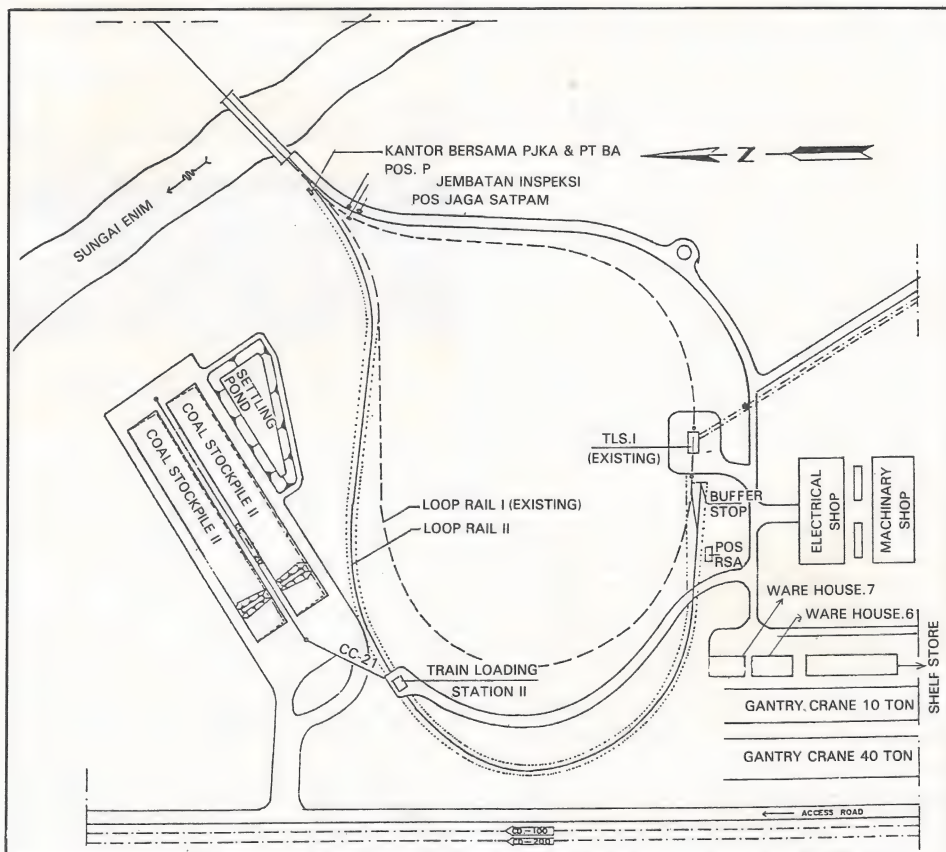 KANTOR BERSAMA PJKA & PT BA
POS. P
JEMBATAN INSPEKSI
POS JAGA SATPAM
N
SUNGAI ENIM
SETTLING
POND
COAL STOCKPILE II
COAL STOCKPILE II
TLS.I
(EXISTING)
LOOP RAIL I (EXISTING)
LOOP RAIL II
BUFFER
STOP
POS
RSA
ELECTRICAL
SHOP
MACHINARY
SHOP
WARE HOUSE.7
WARE HOUSE.6
SHELF STORE
CC-21
TRAIN LOADING
STATION II
GANTRY. CRANE 10 TON
GANTRY CRANE 40 TON
ACCESS ROAD
CD-100
CD-200